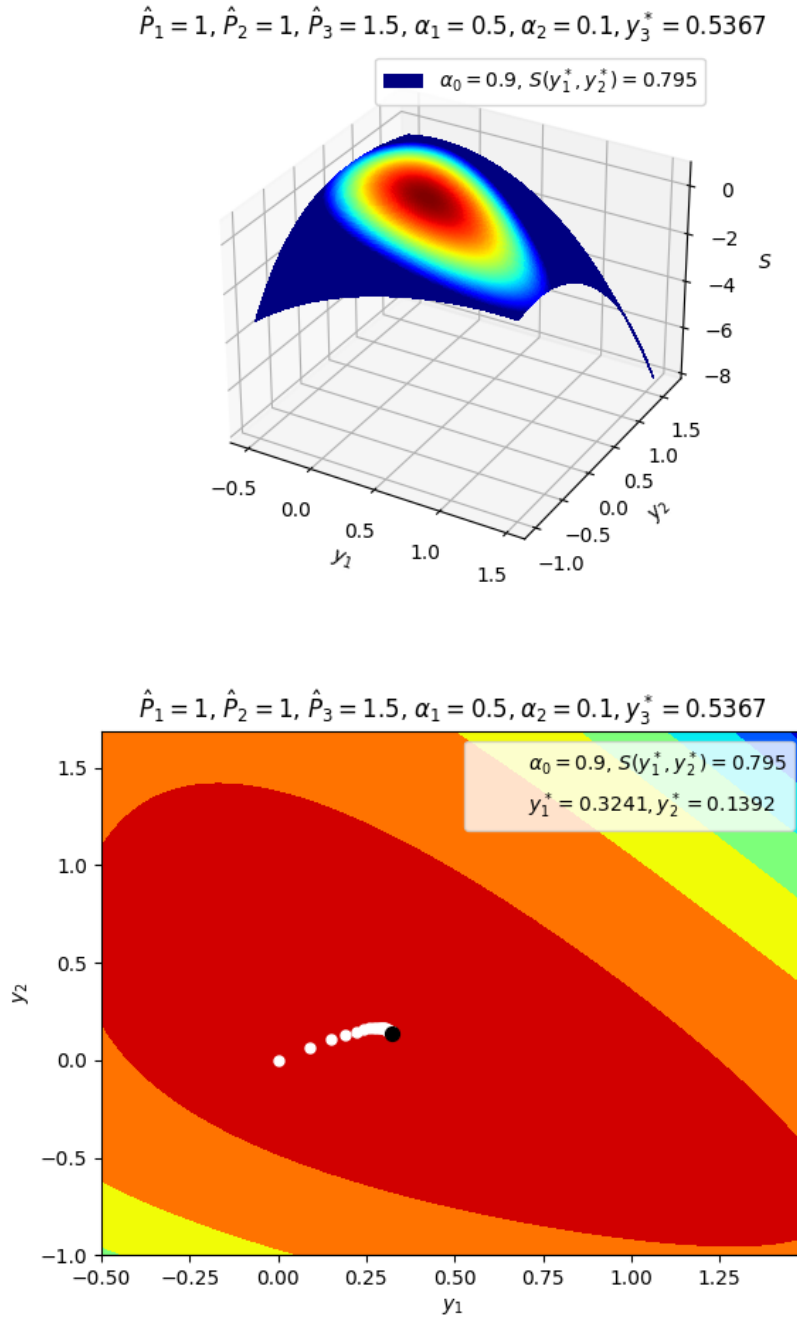 P̂₁ = 1, P̂₂ = 1, P̂₃ = 1.5, α₁ = 0.5, α₂ = 0.1, y₃* = 0.5367
α₀ = 0.9, S(y₁*, y₂*) = 0.795
0
−2
−4
−6
−8
S
−0.5
0.0
0.5
1.0
1.5
y₁
−1.0
−0.5
0.0
0.5
1.0
1.5
y₂
P̂₁ = 1, P̂₂ = 1, P̂₃ = 1.5, α₁ = 0.5, α₂ = 0.1, y₃* = 0.5367
α₀ = 0.9, S(y₁*, y₂*) = 0.795
y₁* = 0.3241, y₂* = 0.1392
1.5
1.0
0.5
0.0
−0.5
−1.0
y₂
−0.50 −0.25 0.00 0.25 0.50 0.75 1.00 1.25
y₁